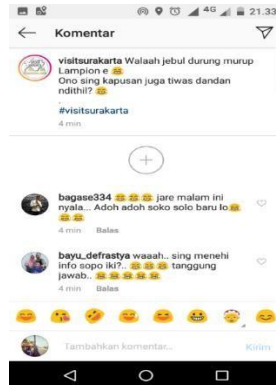 4G 21.33
Komentar
visitsurakarta Walaah jebul durung murup
Lampion e 😂
Ono sing kapusan juga tiwas dandan
ndithil? 😂
.
#visitsurakarta
4 min
bagase334 😂😂😂 jare malam ini
nyala... Adoh adoh soko solo baru lo😂
😂😂
4 min Balas
bayu_defrastya waaah.. sing menehi
info sopo iki?.. 😂😂😂 tanggung
jawab.. 😂😂😂😂😂
4 min Balas
Tambahkan komentar... Kirim